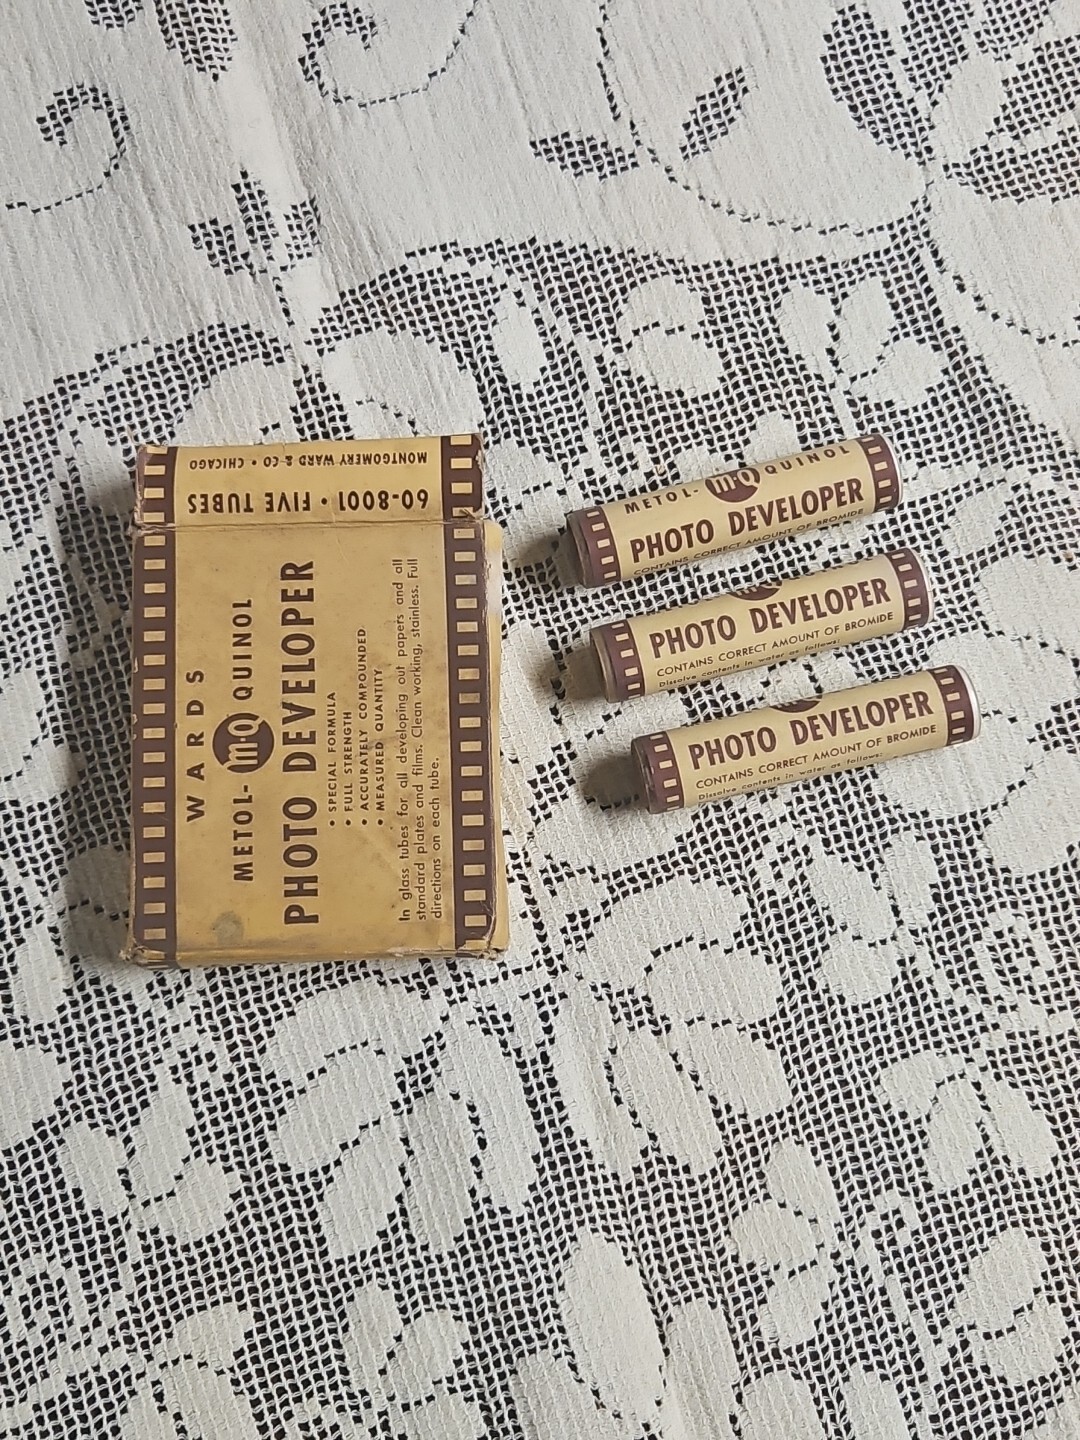 MONTGOMERY WARD & CO • CHICAGO
60-8001 • FIVE TUBES
WARDS
METOL- m-Q QUINOL
PHOTO DEVELOPER
• SPECIAL FORMULA
• FULL STRENGTH
• ACCURATELY COMPOUNDED
• MEASURED QUANTITY
In glass tubes for all developing out papers and all
standard plates and films. Clean working, stainless. Full
directions on each tube.
METOL- m-Q QUINOL
PHOTO DEVELOPER
CONTAINS CORRECT AMOUNT OF BROMIDE
PHOTO DEVELOPER
CONTAINS CORRECT AMOUNT OF BROMIDE
Dissolve contents in water as follows:
PHOTO DEVELOPER
CONTAINS CORRECT AMOUNT OF BROMIDE
Dissolve contents in water as follows: